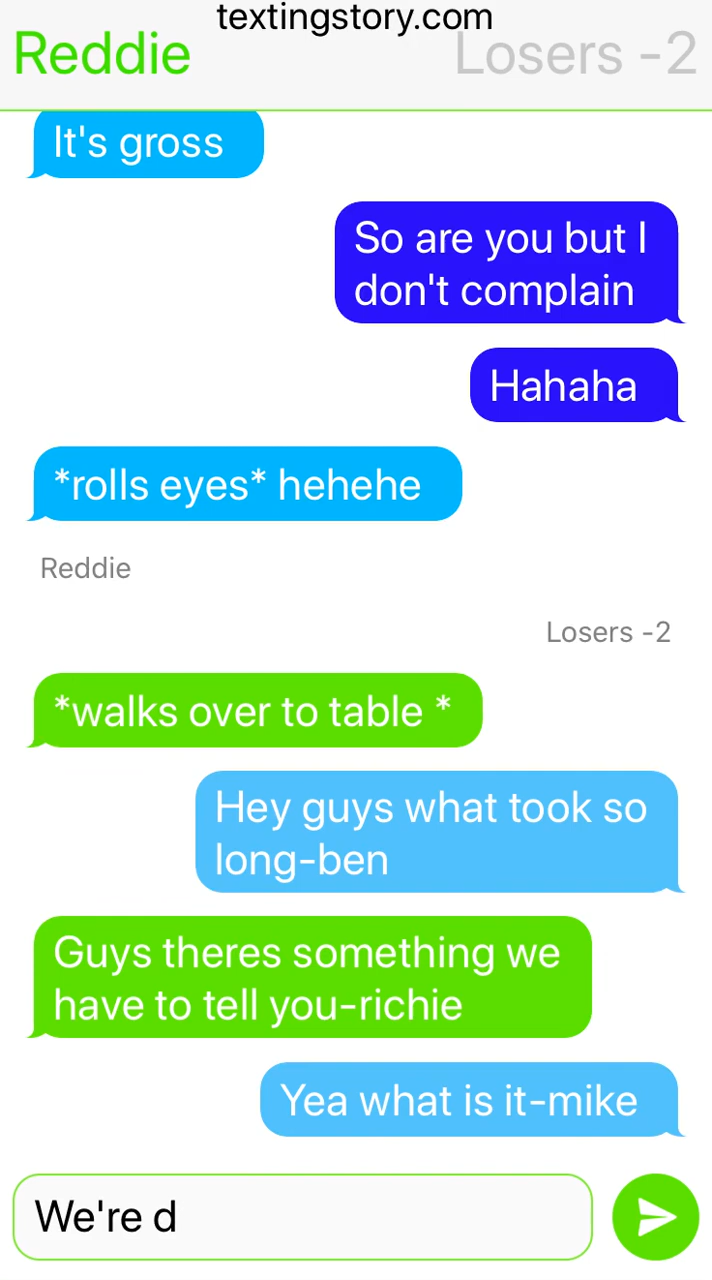 textingstory.com
Reddie
Losers -2
It's gross
So are you but I
don't complain
Hahaha
*rolls eyes* hehehe
Reddie
Losers -2
*walks over to table *
Hey guys what took so
long-ben
Guys theres something we
have to tell you-richie
Yea what is it-mike
We're d